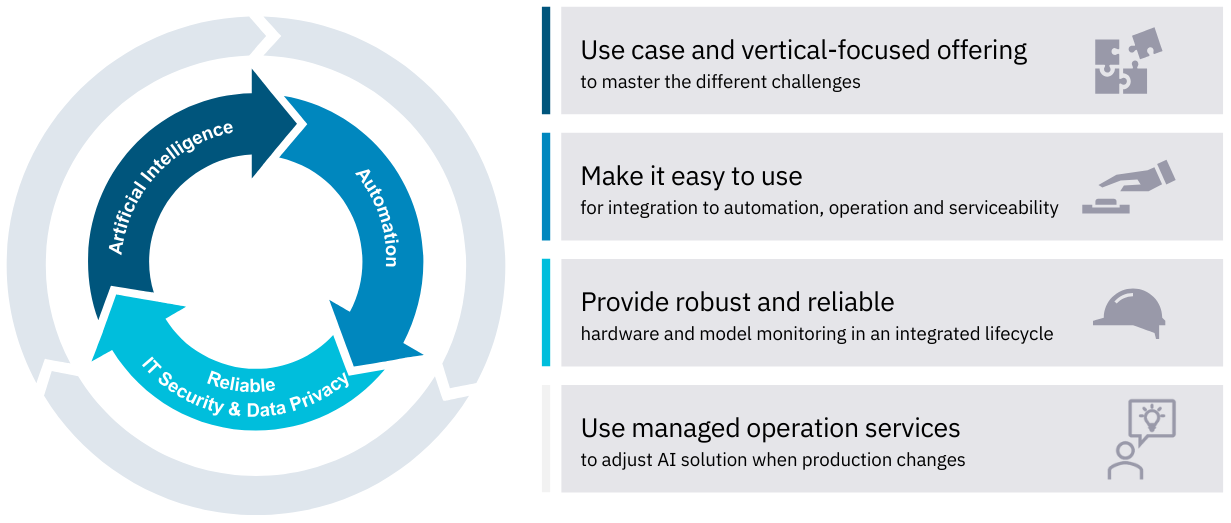 Artificial Intelligence
Automation
Reliable
IT Security & Data Privacy
Use case and vertical-focused offering
to master the different challenges
Make it easy to use
for integration to automation, operation and serviceability
Provide robust and reliable
hardware and model monitoring in an integrated lifecycle
Use managed operation services
to adjust AI solution when production changes